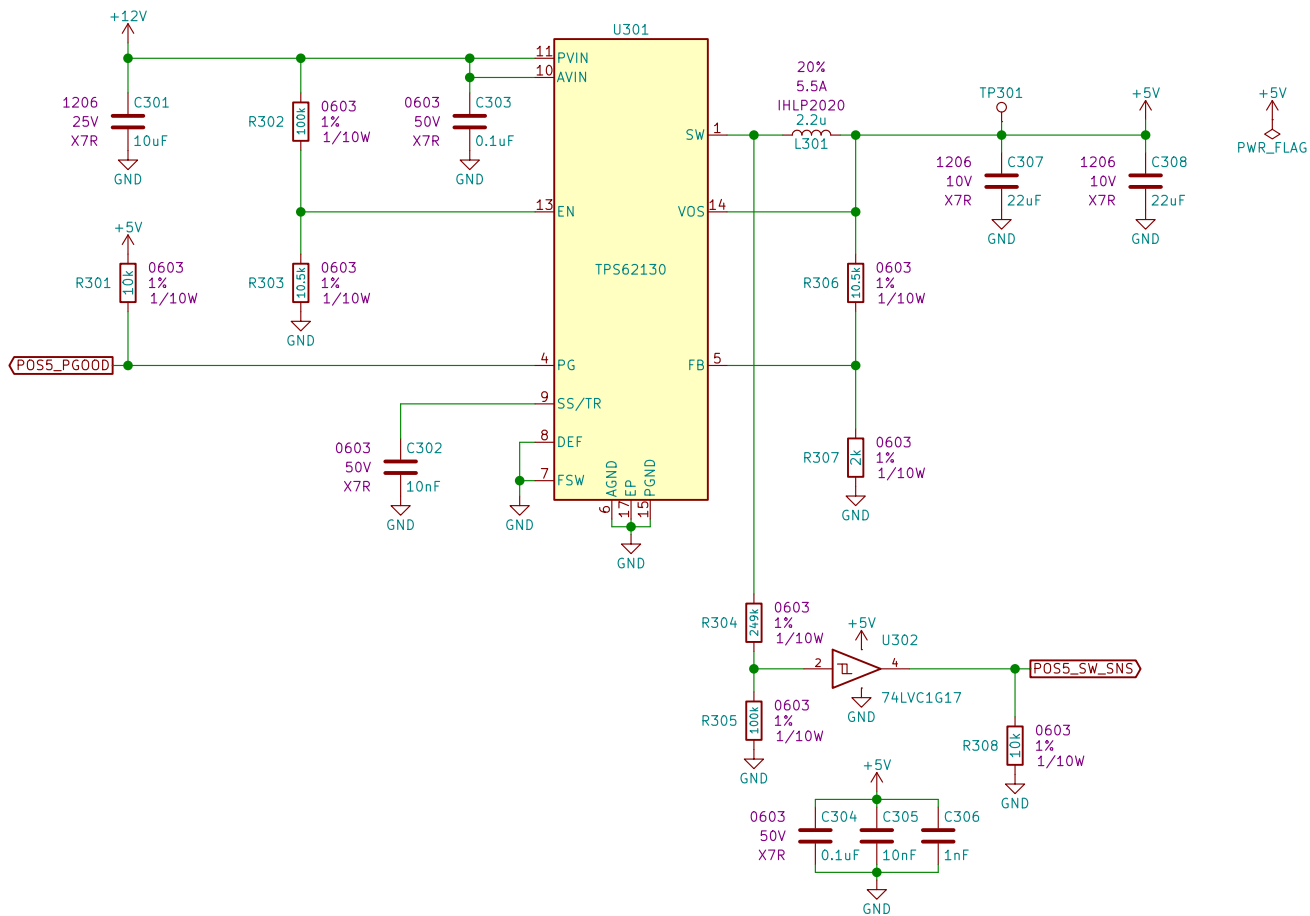 +12V
U301
11 PVIN
10 AVIN
1206
25V
X7R
C301
10uF
GND
R302
100k
0603
1%
1/10W
0603
50V
X7R
C303
0.1uF
GND
20%
5.5A
IHLP2020
2.2u
L301
SW 1
TP301
+5V
+5V
PWR_FLAG
1206
10V
X7R
C307
22uF
GND
1206
10V
X7R
C308
22uF
GND
13 EN
VOS 14
+5V
R301
10k
0603
1%
1/10W
R303
10.5k
0603
1%
1/10W
GND
TPS62130
R306
10.5k
0603
1%
1/10W
POS5_PGOOD
4 PG
FB 5
9 SS/TR
0603
50V
X7R
C302
10nF
GND
8 DEF
7 FSW
GND
AGND
EP
PGND
6
17
15
GND
R307
2k
0603
1%
1/10W
GND
R304
249k
0603
1%
1/10W
+5V
U302
2
4
74LVC1G17
GND
POS5_SW_SNS
R305
100k
0603
1%
1/10W
GND
R308
10k
0603
1%
1/10W
GND
+5V
0603
50V
X7R
C304
0.1uF
C305
10nF
C306
1nF
GND